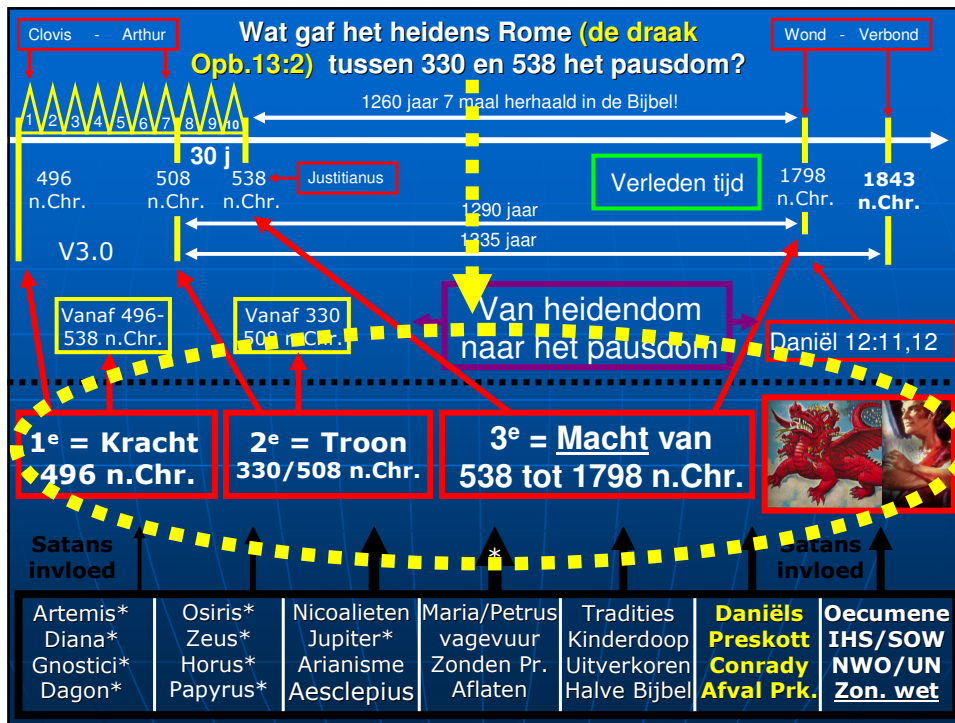 Clovis - Arthur
Wat gaf het heidens Rome (de draak
Opb.13:2) tussen 330 en 538 het pausdom?
Wond - Verbond
1260 jaar 7 maal herhaald in de Bijbel!
1 2 3 4 5 6 7 8 9 10
30 j
496
n.Chr.
508
n.Chr.
538
n.Chr.
Justitianus
Verleden tijd
1798
n.Chr.
1843
n.Chr.
1290 jaar
1335 jaar
V3.0
Vanaf 496-
538 n.Chr.
Vanaf 330
508 n.Chr.
Van heidendom
naar het pausdom
Daniël 12:11,12
1e = Kracht
496 n.Chr.
2e = Troon
330/508 n.Chr.
3e = Macht van
538 tot 1798 n.Chr.
Satans
invloed
*
Satans
invloed
Artemis*
Diana*
Gnostici*
Dagon*
Osiris*
Zeus*
Horus*
Papyrus*
Nicoalieten
Jupiter*
Arianisme
Aesclepius
Maria/Petrus
vagevuur
Zonden Pr.
Aflaten
Tradities
Kinderdoop
Uitverkoren
Halve Bijbel
Daniëls
Preskott
Conrady
Afval Prk.
Oecumene
IHS/SOW
NWO/UN
Zon. wet